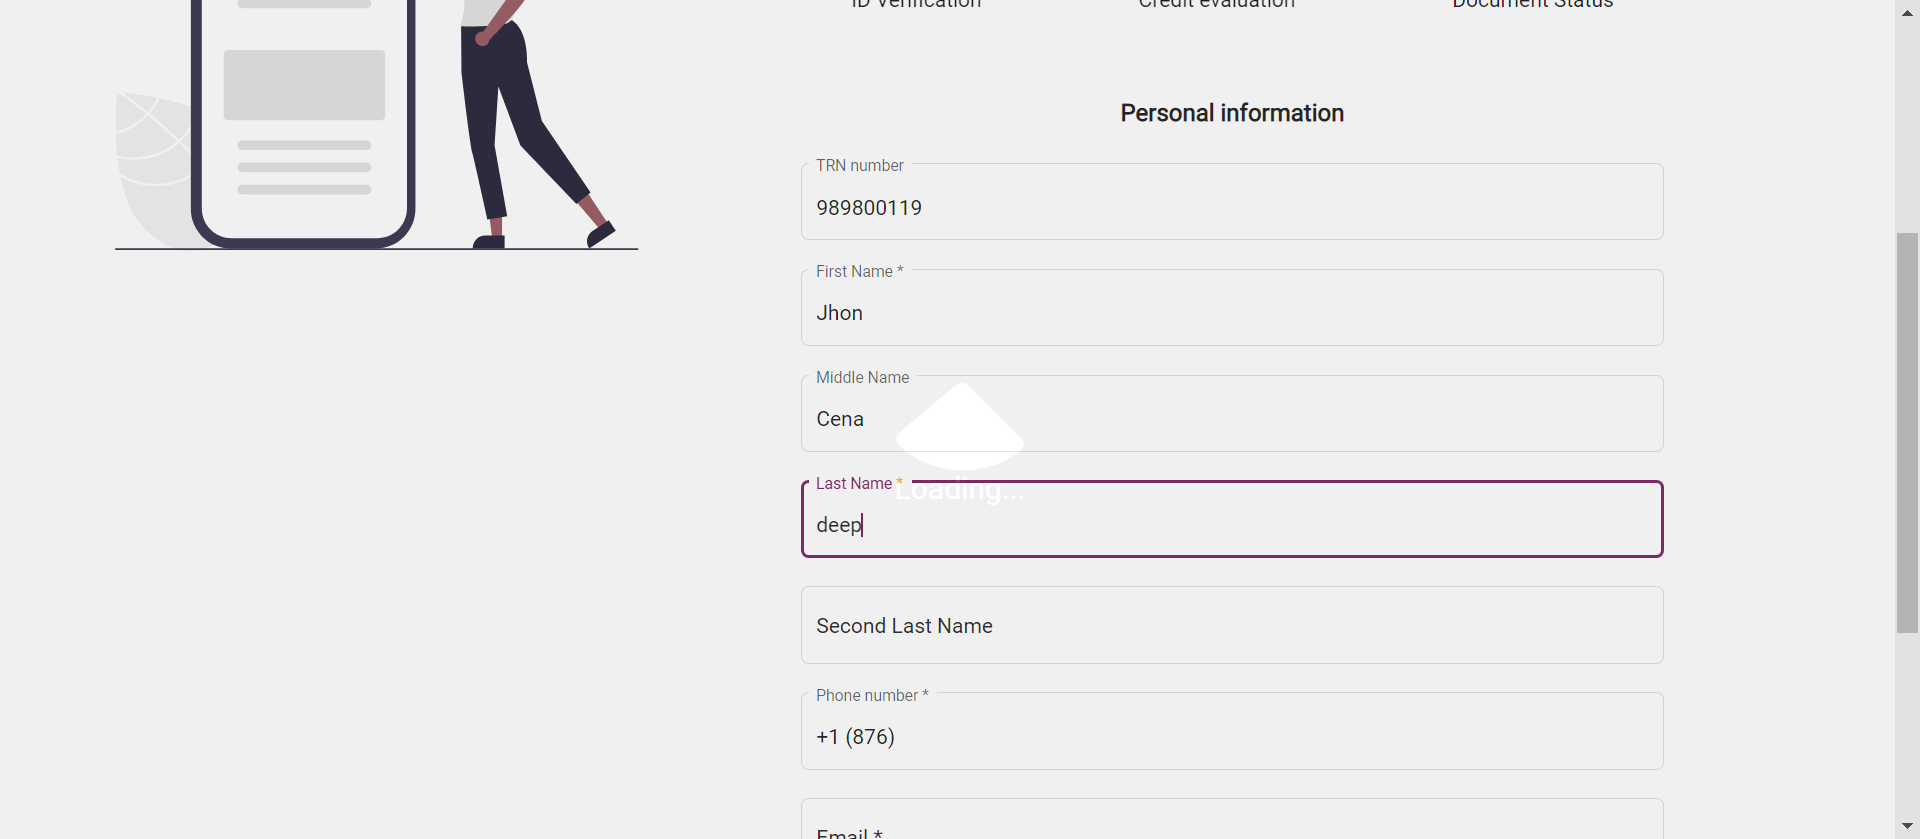 ID Verification Credit evaluation Document Status
Personal information
TRN number
989800119
First Name *
Jhon
Middle Name
Cena
Last Name *
Loading...
deep
Second Last Name
Phone number *
+1 (876)
Email *